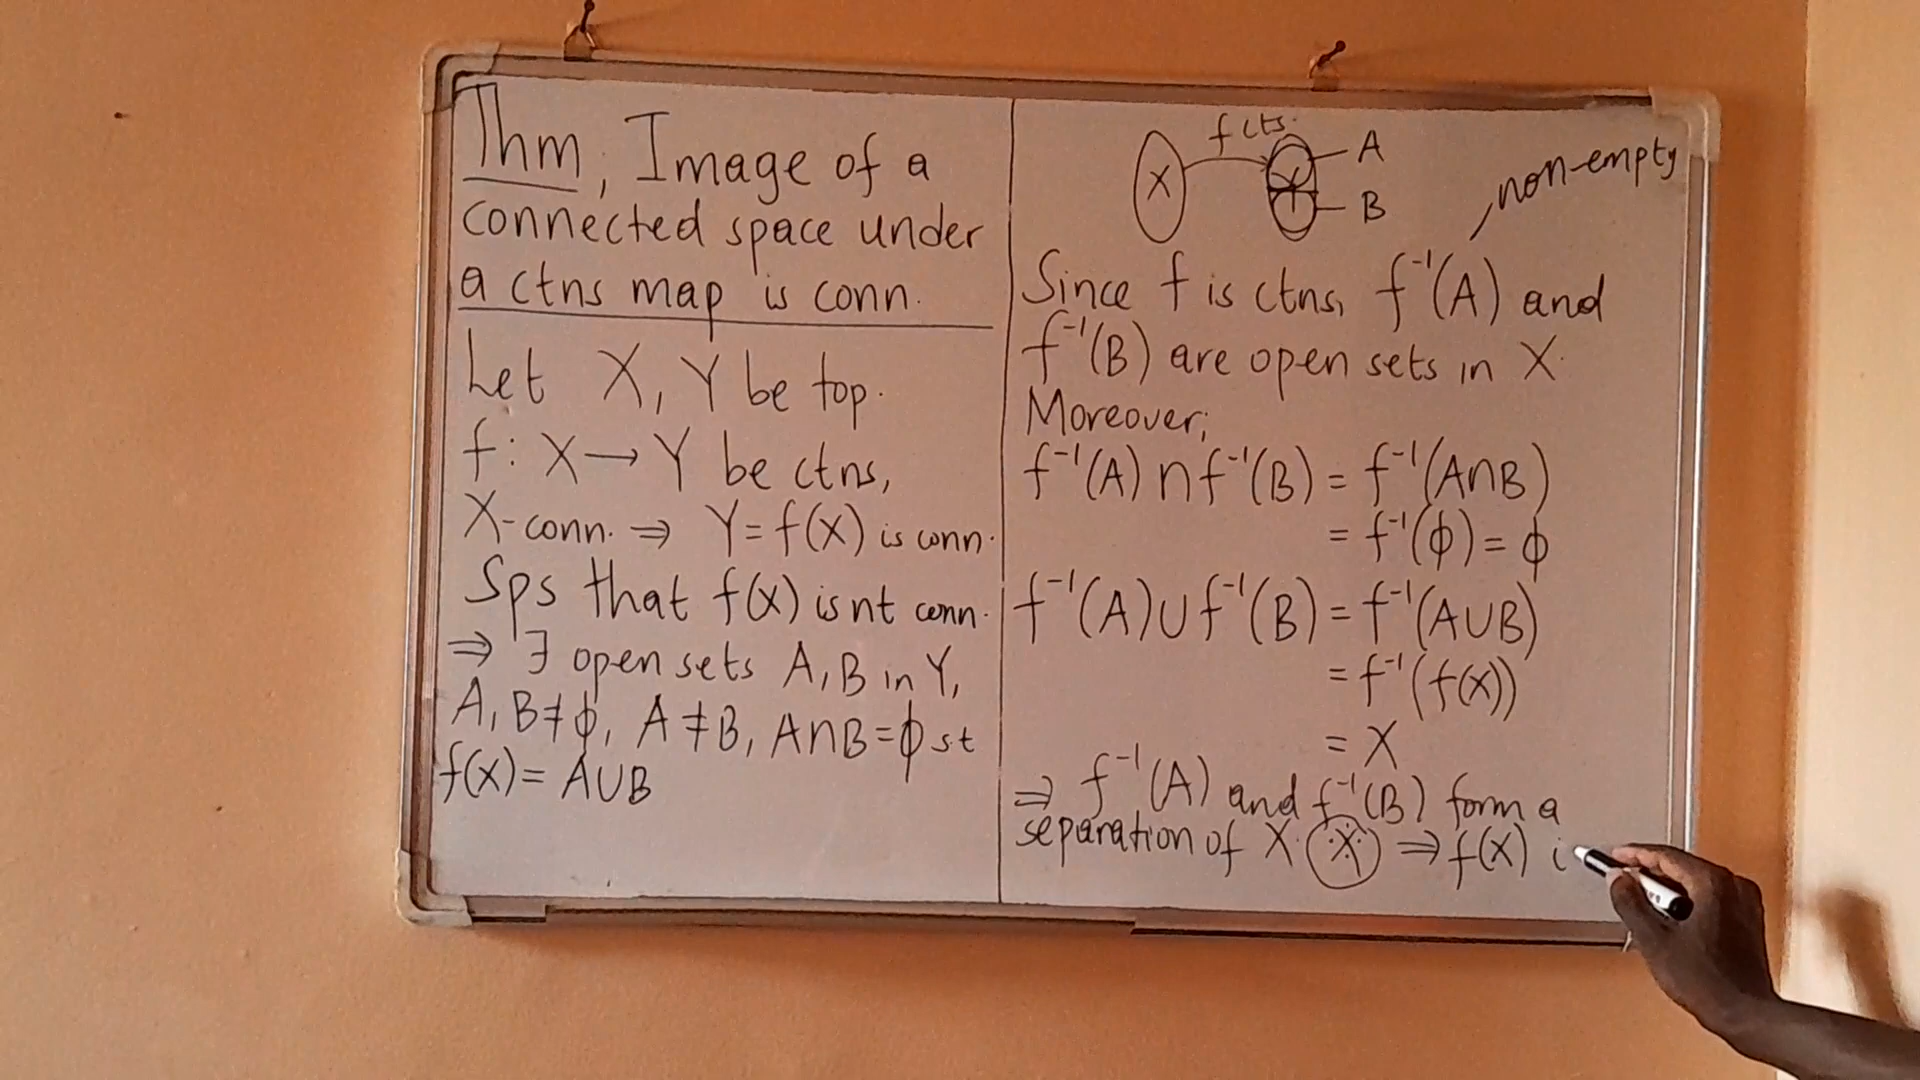 Thm, Image of a
connected space under
a ctns map is conn.
Let X, Y be top.
f: X → Y be ctns,
X-conn. ⇒ Y = f(X) is conn.
Sps that f(X) isnt conn.
⇒ ∃ open sets A, B in Y,
A, B ≠ ϕ, A ≠ B, A∩B = ϕ st
f(X) = A∪B
f cts.
X
Y
A
B
non-empty
Since f is ctns, f⁻¹(A) and
f⁻¹(B) are open sets in X.
Moreover;
f⁻¹(A) ∩ f⁻¹(B) = f⁻¹(A∩B)
= f⁻¹(ϕ) = ϕ
f⁻¹(A) ∪ f⁻¹(B) = f⁻¹(A∪B)
= f⁻¹(f(X))
= X
⇒ f⁻¹(A) and f⁻¹(B) form a
separation of X. ※ ⇒ f(X) i